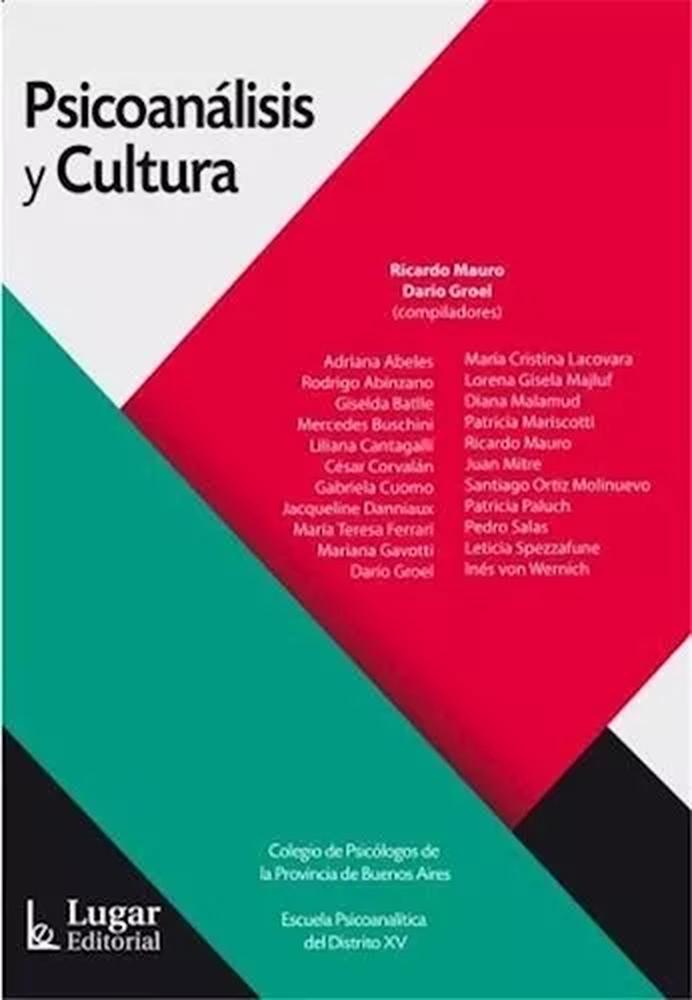 Psicoanálisis
y Cultura
Ricardo Mauro
Darío Groel
(compiladores)
Adriana Abeles
Rodrigo Abinzano
Giselda Batlle
Mercedes Buschini
Liliana Cantagalli
César Corvalán
Gabriela Cuomo
Jacqueline Danniaux
María Teresa Ferrari
Mariana Gavotti
Darío Groel
María Cristina Lacovara
Lorena Gisela Majluf
Diana Malamud
Patricia Mariscotti
Ricardo Mauro
Juan Mitre
Santiago Ortiz Molinuevo
Patricia Paluch
Pedro Salas
Leticia Spezzafune
Inés von Wernich
Colegio de Psicólogos de
la Provincia de Buenos Aires
Escuela Psicoanalítica
del Distrito XV
Lugar
Editorial